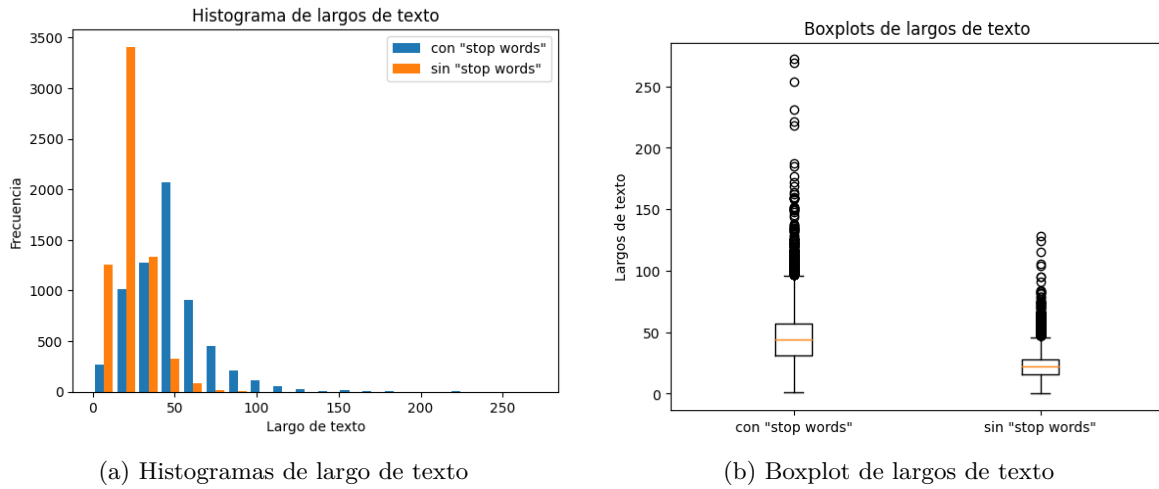 Histograma de largos de texto
con "stop words"
sin "stop words"
3500
3000
2500
2000
1500
1000
500
0
Frecuencia
0 50 100 150 200 250
Largo de texto
(a) Histogramas de largo de texto
Boxplots de largos de texto
250
200
150
100
50
0
Largos de texto
con "stop words" sin "stop words"
(b) Boxplot de largos de texto